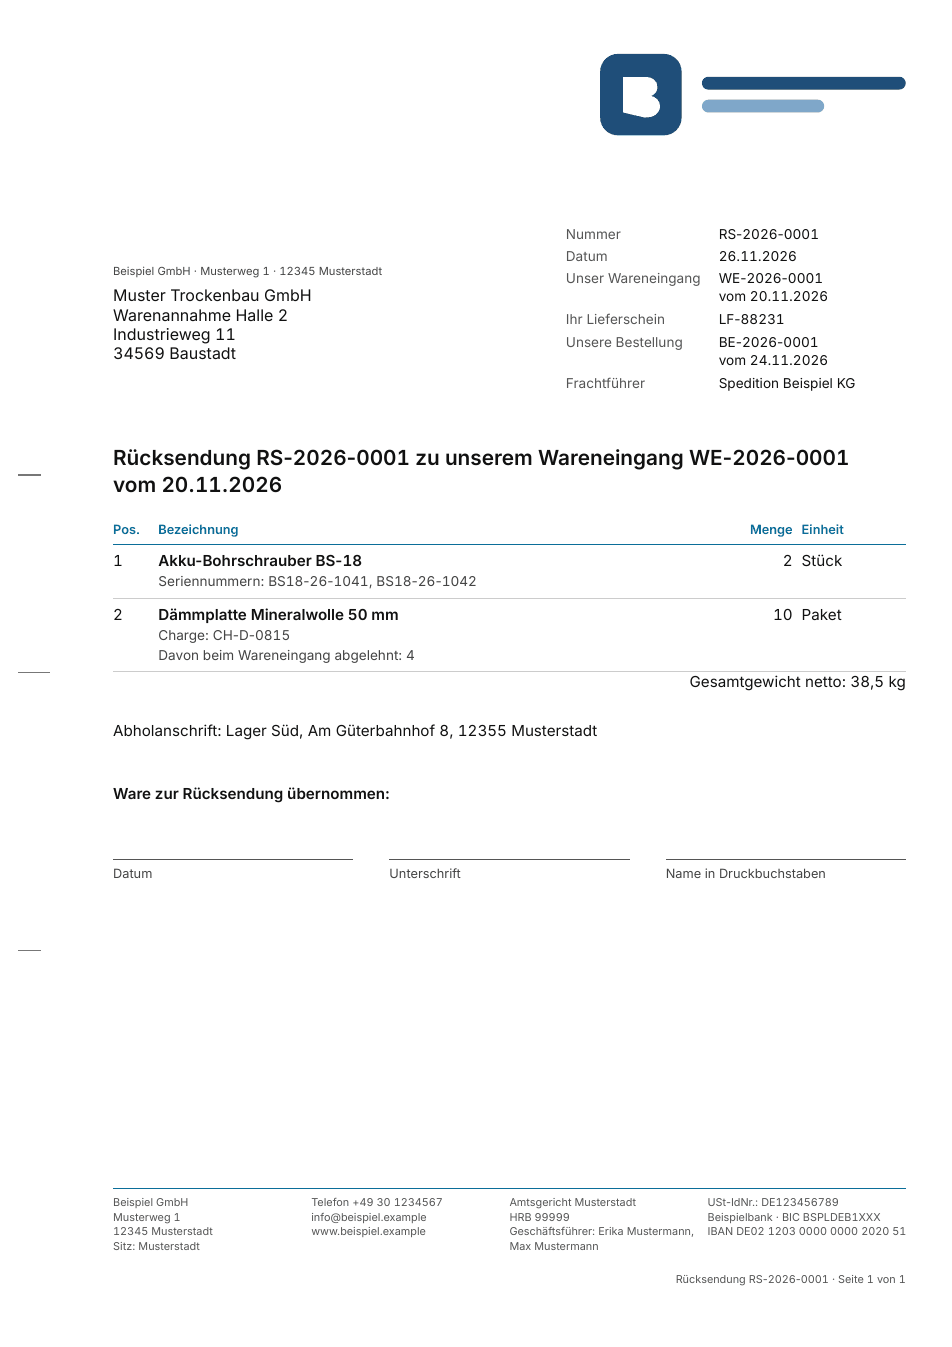 B
Nummer RS-2026-0001
Datum 26.11.2026
Unser Wareneingang WE-2026-0001
vom 20.11.2026
Ihr Lieferschein LF-88231
Unsere Bestellung BE-2026-0001
vom 24.11.2026
Frachtführer Spedition Beispiel KG
Beispiel GmbH · Musterweg 1 · 12345 Musterstadt
Muster Trockenbau GmbH
Warenannahme Halle 2
Industrieweg 11
34569 Baustadt
Rücksendung RS-2026-0001 zu unserem Wareneingang WE-2026-0001
vom 20.11.2026
Pos. Bezeichnung Menge Einheit
1 Akku-Bohrschrauber BS-18 2 Stück
Seriennummern: BS18-26-1041, BS18-26-1042
2 Dämmplatte Mineralwolle 50 mm 10 Paket
Charge: CH-D-0815
Davon beim Wareneingang abgelehnt: 4
Gesamtgewicht netto: 38,5 kg
Abholanschrift: Lager Süd, Am Güterbahnhof 8, 12355 Musterstadt
Ware zur Rücksendung übernommen:
Datum Unterschrift Name in Druckbuchstaben
Beispiel GmbH
Musterweg 1
12345 Musterstadt
Sitz: Musterstadt
Telefon +49 30 1234567
info@beispiel.example
www.beispiel.example
Amtsgericht Musterstadt
HRB 99999
Geschäftsführer: Erika Mustermann,
Max Mustermann
USt-IdNr.: DE123456789
Beispielbank · BIC BSPLDEB1XXX
IBAN DE02 1203 0000 0000 2020 51
Rücksendung RS-2026-0001 · Seite 1 von 1